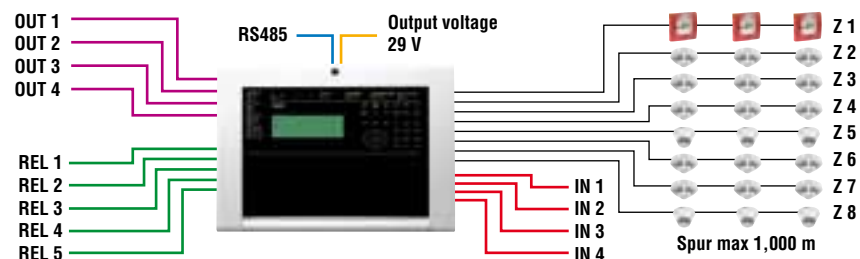 OUT 1
OUT 2
OUT 3
OUT 4
RS485
Output voltage
29 V
REL 1
REL 2
REL 3
REL 4
REL 5
IN 1
IN 2
IN 3
IN 4
Z 1
Z 2
Z 3
Z 4
Z 5
Z 6
Z 7
Z 8
Spur max 1,000 m